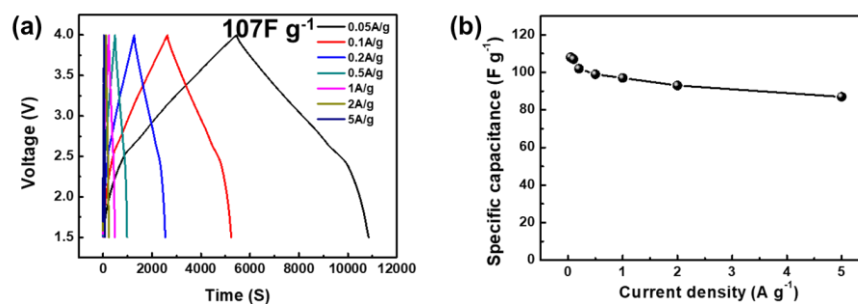 (a)
107F g⁻¹
0.05A/g
0.1A/g
0.2A/g
0.5A/g
1A/g
2A/g
5A/g
Voltage (V)
4.0
3.5
3.0
2.5
2.0
1.5
0 2000 4000 6000 8000 10000 12000
Time (S)
(b)
Specific capacitance (F g⁻¹)
120
100
80
60
40
20
0
0 1 2 3 4 5
Current density (A g⁻¹)